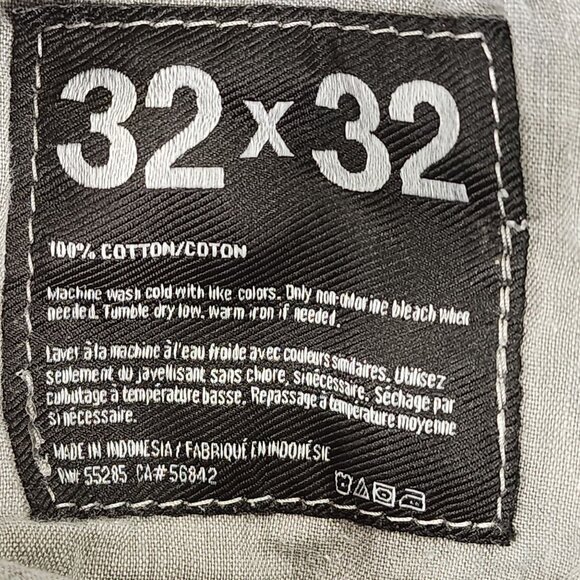 32 x 32
100% COTTON/COTON
Machine wash cold with like colors. Only non-chlorine bleach when
needed. Tumble dry low, warm iron if needed.
Laver à la machine à l'eau froide avec couleurs similaires. Utilisez
seulement du javellisant sans chlore, si nécessaire. Séchage par
culbutage à température basse. Repassage à température moyenne
si nécessaire.
MADE IN INDONESIA / FABRIQUÉ EN INDONÉSIE
RN# 55285 CA# 56842